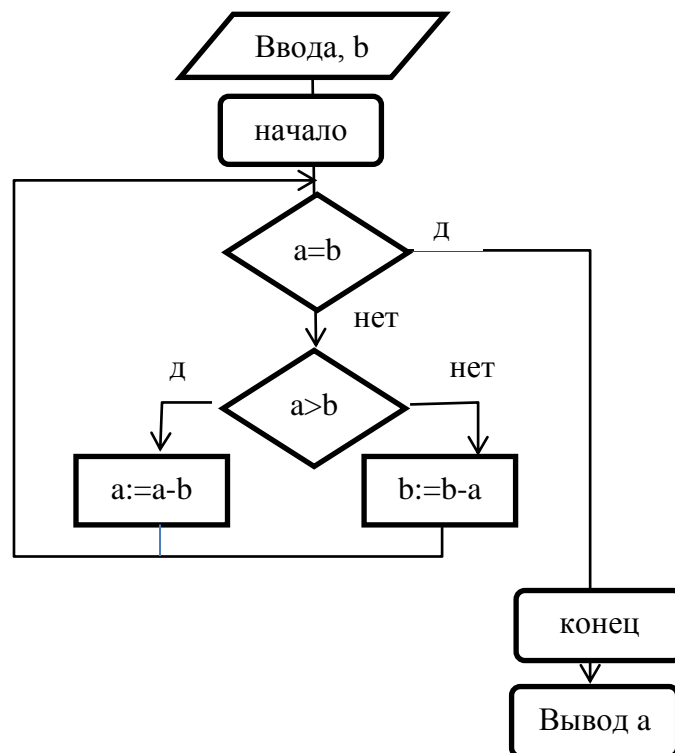 Ввода, b
начало
a=b
д
нет
д
a>b
нет
a:=a-b
b:=b-a
конец
Вывод a